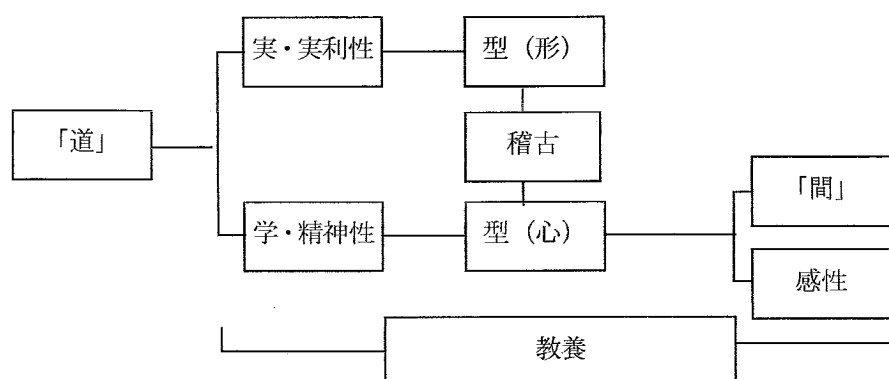 実・実利性
型（形）
「道」
稽古
「間」
学・精神性
型（心）
感性
教養